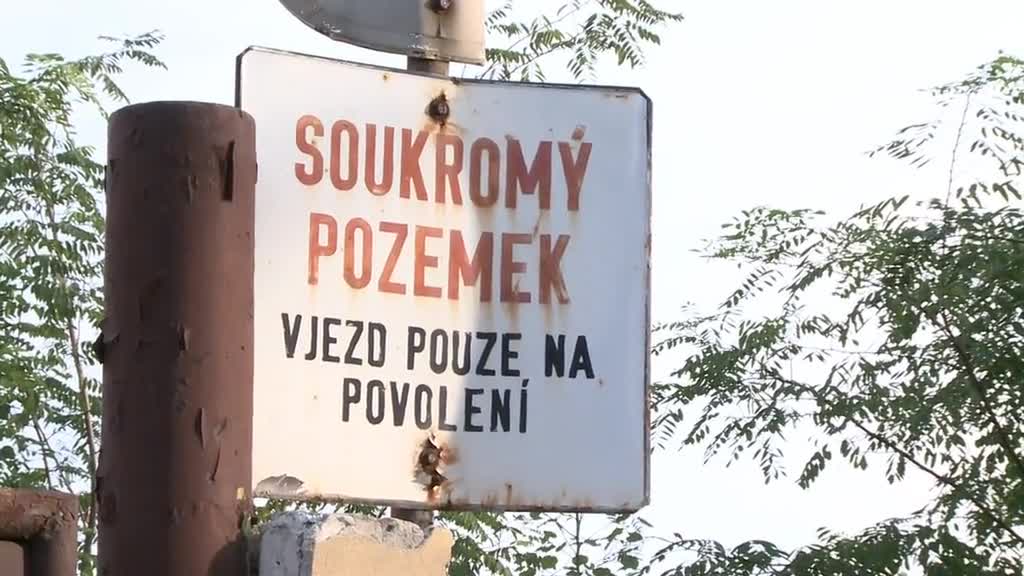 SOUKROMÝ
POZEMEK
VJEZD POUZE NA
POVOLENÍ